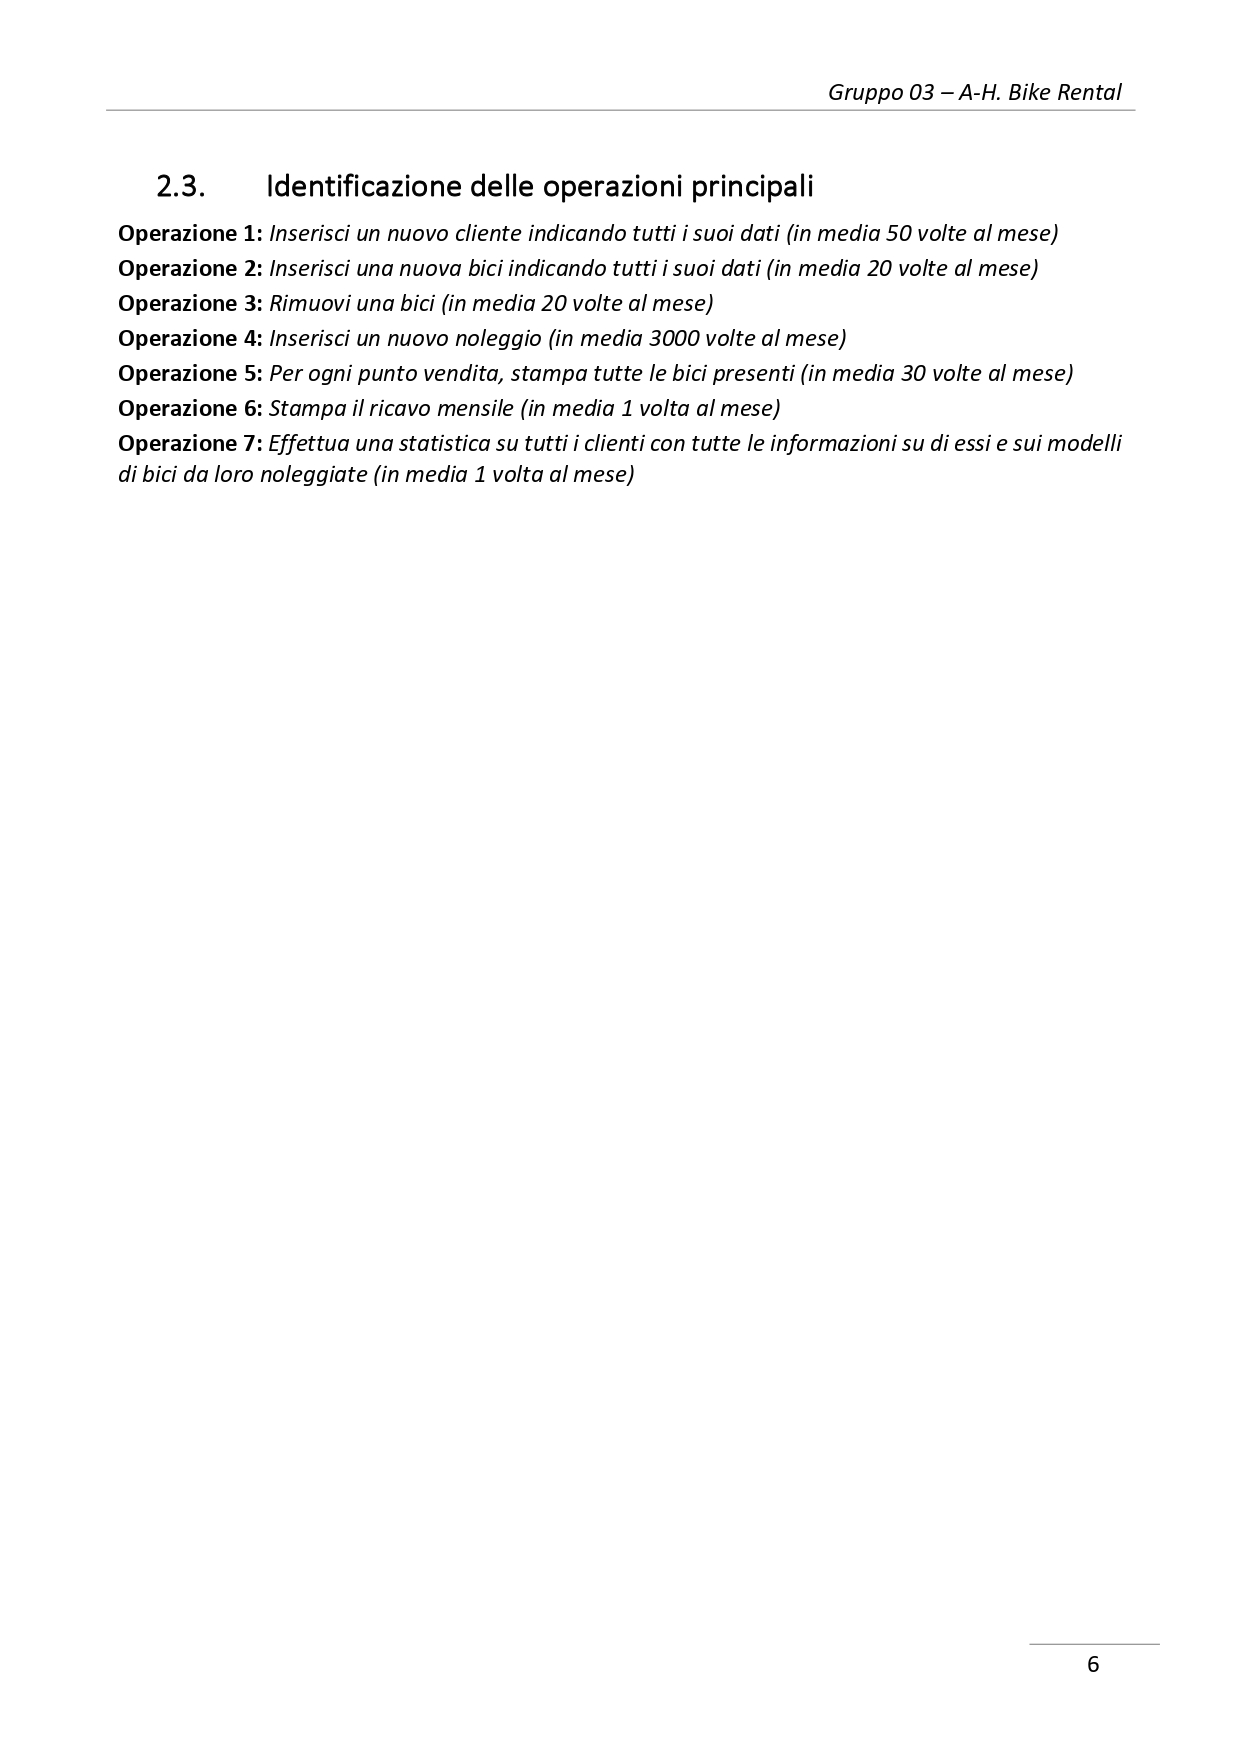 Gruppo 03 – A-H. Bike Rental
2.3. Identificazione delle operazioni principali
Operazione 1: Inserisci un nuovo cliente indicando tutti i suoi dati (in media 50 volte al mese)
Operazione 2: Inserisci una nuova bici indicando tutti i suoi dati (in media 20 volte al mese)
Operazione 3: Rimuovi una bici (in media 20 volte al mese)
Operazione 4: Inserisci un nuovo noleggio (in media 3000 volte al mese)
Operazione 5: Per ogni punto vendita, stampa tutte le bici presenti (in media 30 volte al mese)
Operazione 6: Stampa il ricavo mensile (in media 1 volta al mese)
Operazione 7: Effettua una statistica su tutti i clienti con tutte le informazioni su di essi e sui modelli
di bici da loro noleggiate (in media 1 volta al mese)
6